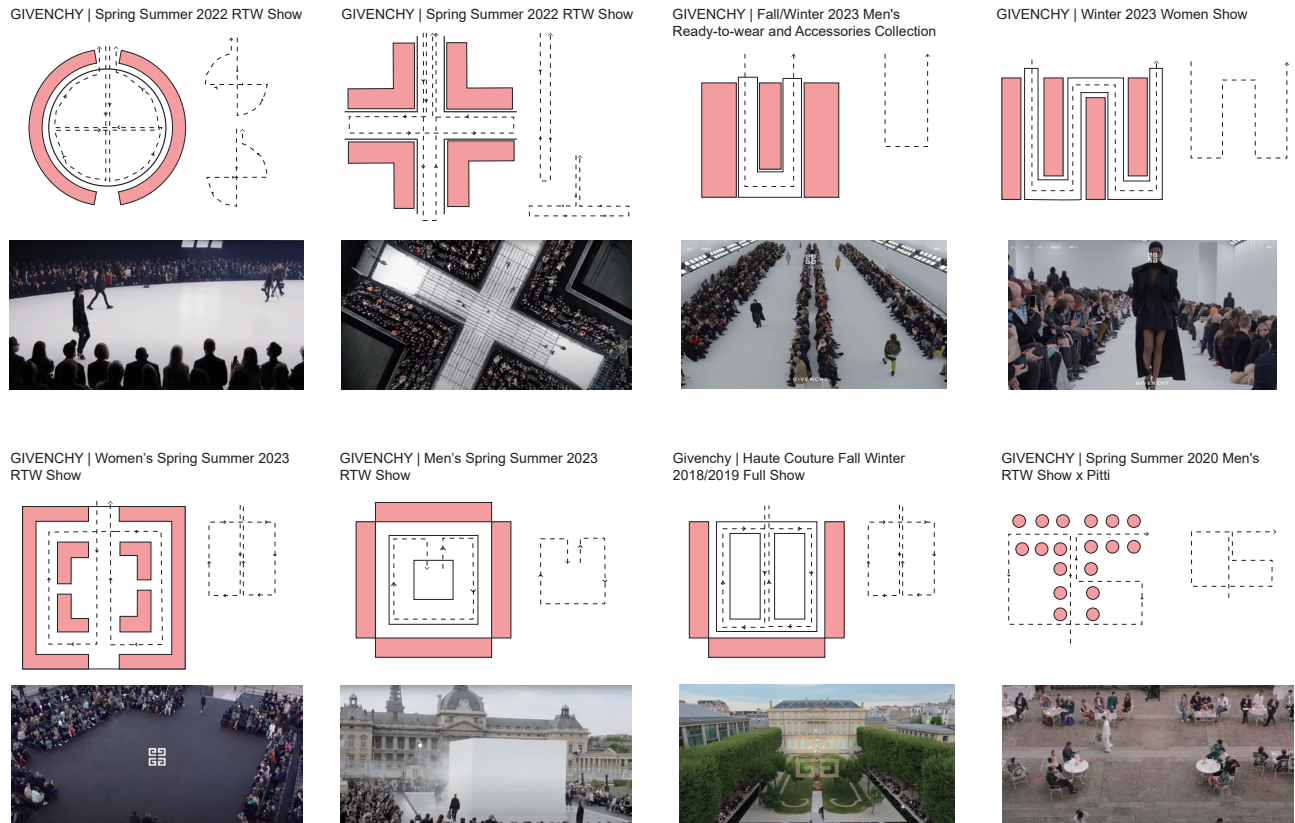 GIVENCHY | Spring Summer 2022 RTW Show
GIVENCHY | Spring Summer 2022 RTW Show
GIVENCHY | Fall/Winter 2023 Men's
Ready-to-wear and Accessories Collection
GIVENCHY | Winter 2023 Women Show
GIVENCHY
GIVENCHY
GIVENCHY | Women’s Spring Summer 2023
RTW Show
GIVENCHY | Men’s Spring Summer 2023
RTW Show
Givenchy | Haute Couture Fall Winter
2018/2019 Full Show
GIVENCHY | Spring Summer 2020 Men's
RTW Show x Pitti